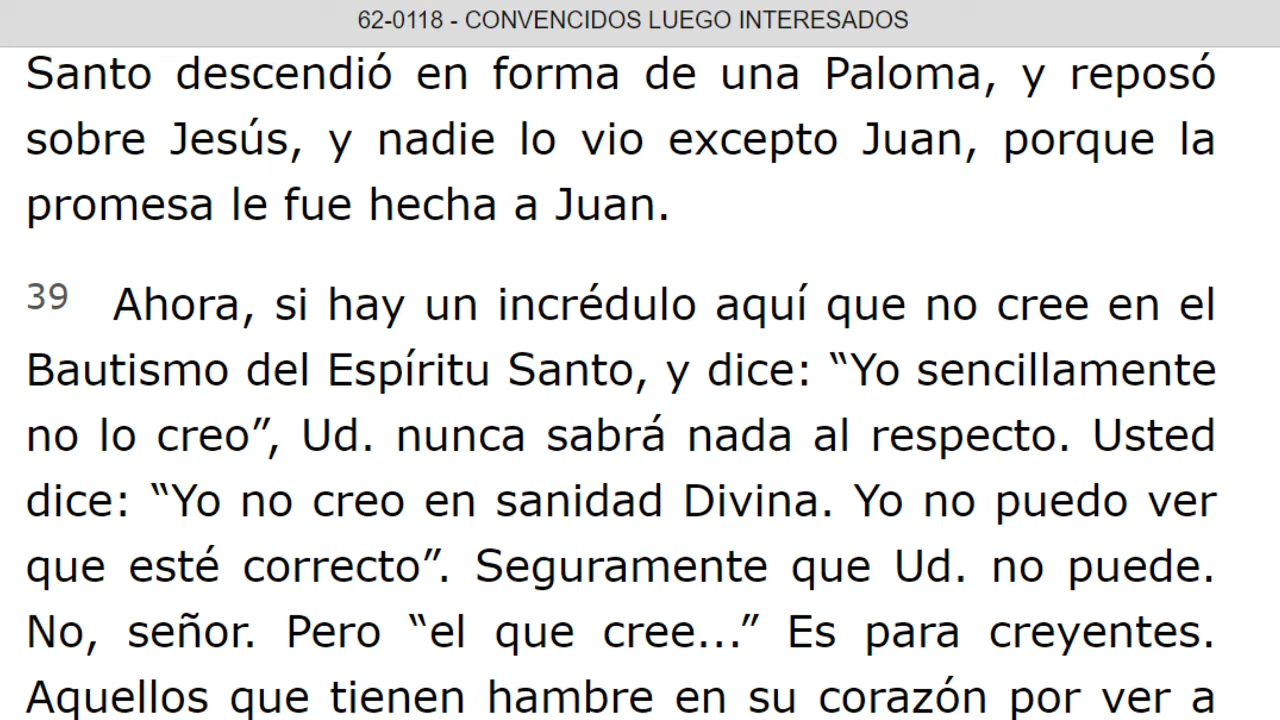 62-0118 - CONVENCIDOS LUEGO INTERESADOS
Santo descendió en forma de una Paloma, y reposó
sobre Jesús, y nadie lo vio excepto Juan, porque la
promesa le fue hecha a Juan.
39 Ahora, si hay un incrédulo aquí que no cree en el
Bautismo del Espíritu Santo, y dice: “Yo sencillamente
no lo creo”, Ud. nunca sabrá nada al respecto. Usted
dice: “Yo no creo en sanidad Divina. Yo no puedo ver
que esté correcto”. Seguramente que Ud. no puede.
No, señor. Pero “el que cree...” Es para creyentes.
Aquellos que tienen hambre en su corazón por ver a